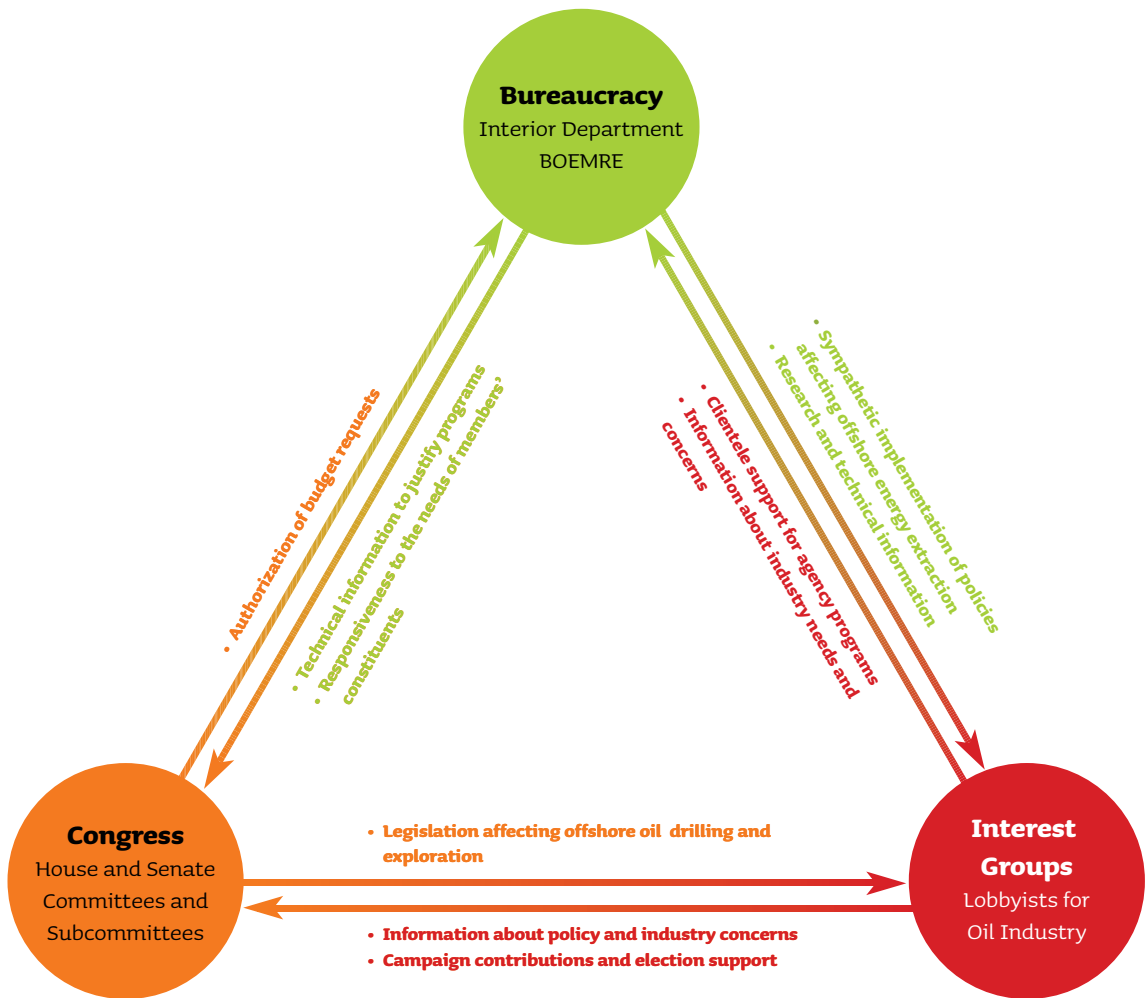 Bureaucracy
Interior Department
BOEMRE
• Authorization of budget requests
• Technical information to justify programs
• Responsiveness to the needs of members’
constituents
• Sympathetic implementation of policies
affecting offshore energy extraction
• Research and technical information
• Clientele support for agency programs
• Information about industry needs and
concerns
Congress
House and Senate
Committees and
Subcommittees
• Legislation affecting offshore oil drilling and
exploration
• Information about policy and industry concerns
• Campaign contributions and election support
Interest
Groups
Lobbyists for
Oil Industry